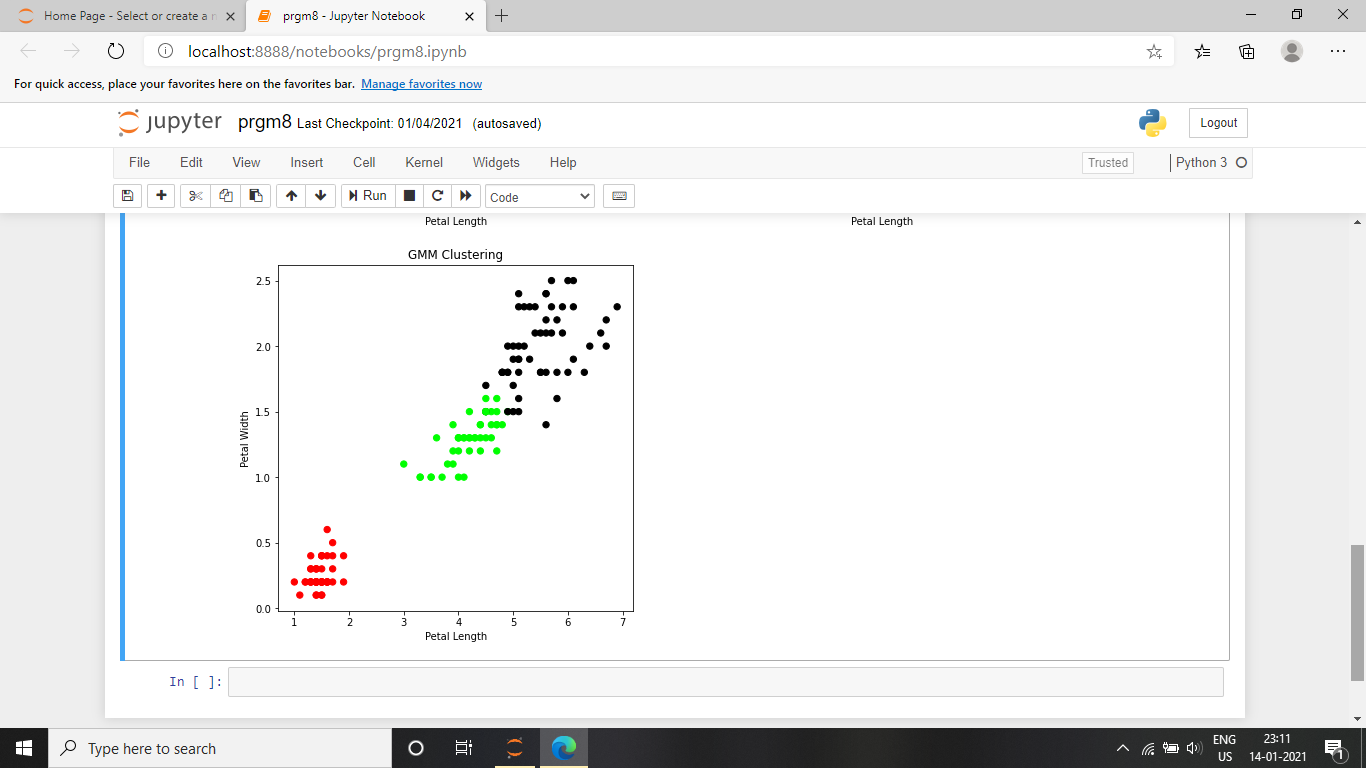 Home Page - Select or create a n
prgm8 - Jupyter Notebook
localhost:8888/notebooks/prgm8.ipynb
For quick access, place your favorites here on the favorites bar. Manage favorites now
jupyter prgm8 Last Checkpoint: 01/04/2021 (autosaved)
Logout
File Edit View Insert Cell Kernel Widgets Help
Trusted
Python 3
Run
Code
Petal Length
Petal Length
GMM Clustering
2.5
2.0
1.5
1.0
0.5
0.0
Petal Width
1 2 3 4 5 6 7
Petal Length
In [ ]:
Type here to search
ENG
US
23:11
14-01-2021
1